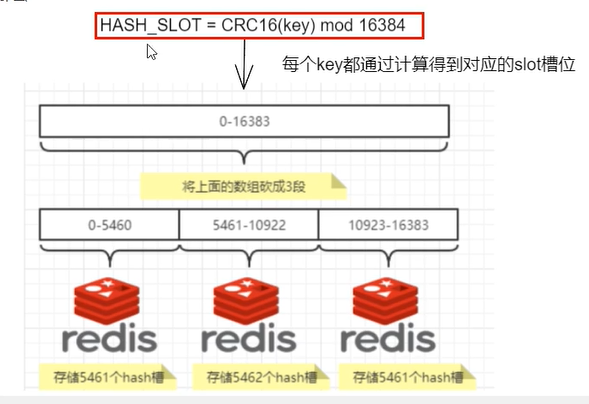 HASH_SLOT = CRC16(key) mod 16384
每个key都通过计算得到对应的slot槽位
0-16383
将上面的数组砍成3段
0-5460
5461-10922
10923-16383
redis
redis
redis
存储5461个hash槽
存储5462个hash槽
存储5461个hash槽